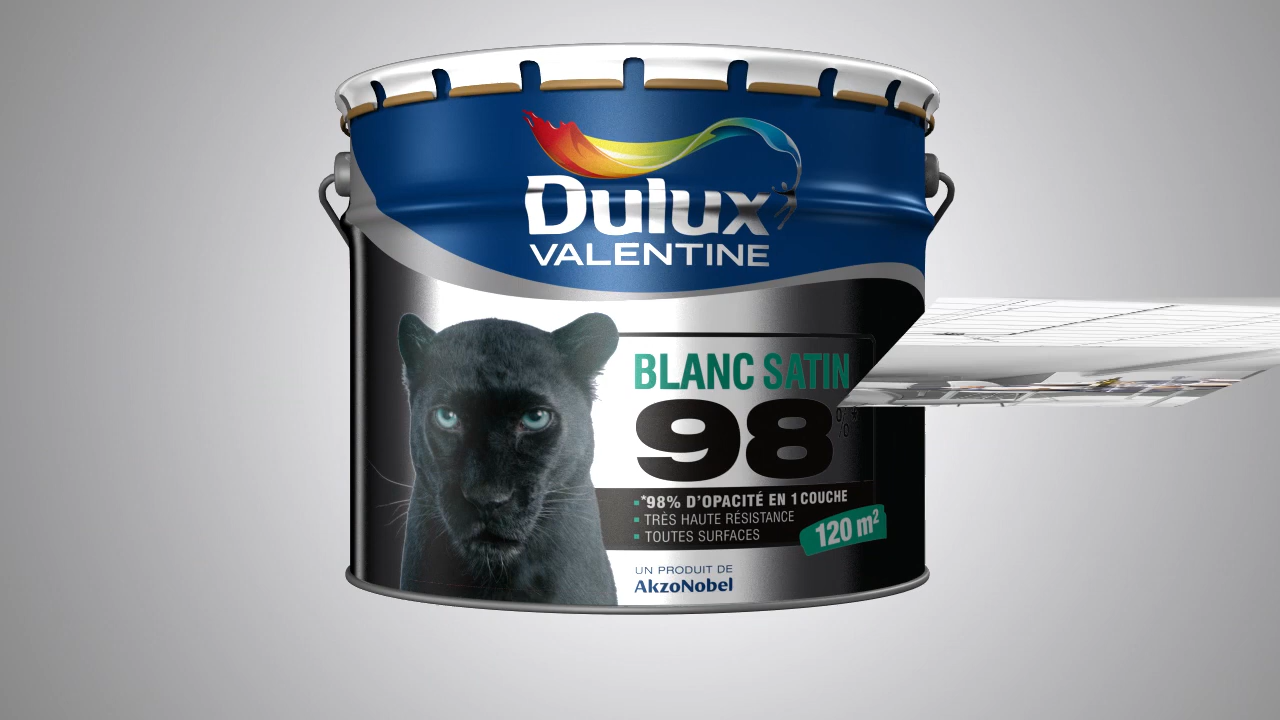 Dulux
VALENTINE
BLANC SATIN
98%*
*98% D'OPACITÉ EN 1 COUCHE
TRÈS HAUTE RÉSISTANCE
TOUTES SURFACES
120 m²
UN PRODUIT DE
AkzoNobel